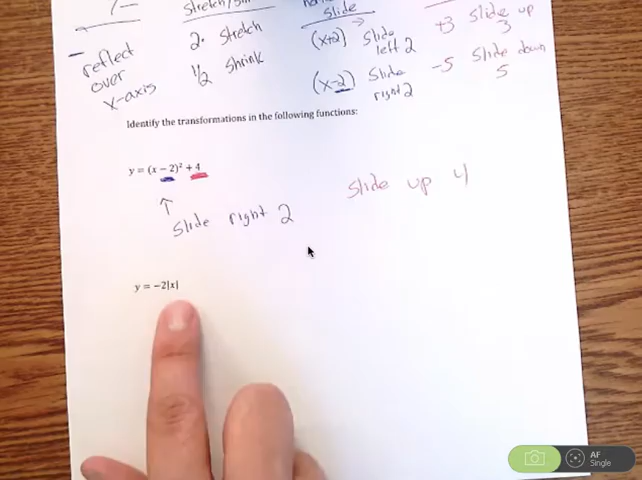 +/-
Stretch/
Slide
— reflect over x-axis
2. Stretch
1/2 Shrink
(x+2) → Slide left 2
(x-2) Slide right 2
+3 Slide up 3
-5 Slide down 5
Identify the transformations in the following functions:
y = (x − 2)² + 4
↑
Slide right 2
Slide up 4
y = −2|x|
AF
Single